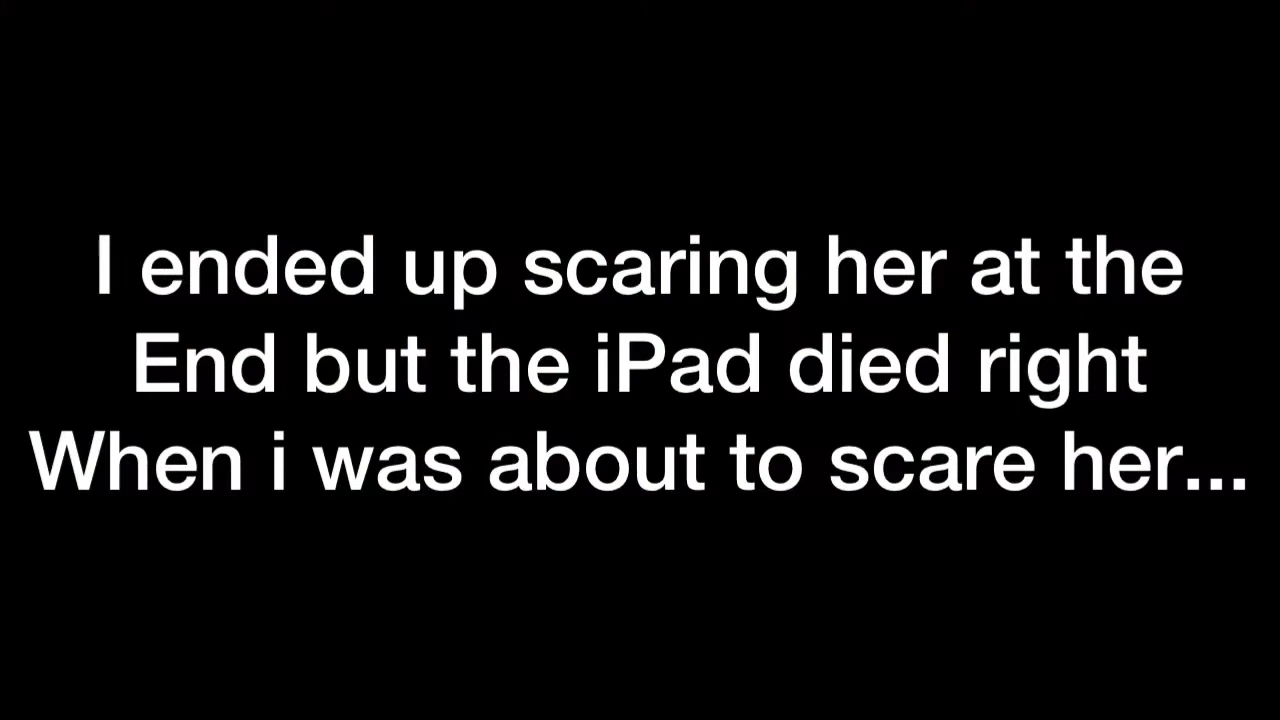 I ended up scaring her at the
End but the iPad died right
When i was about to scare her...